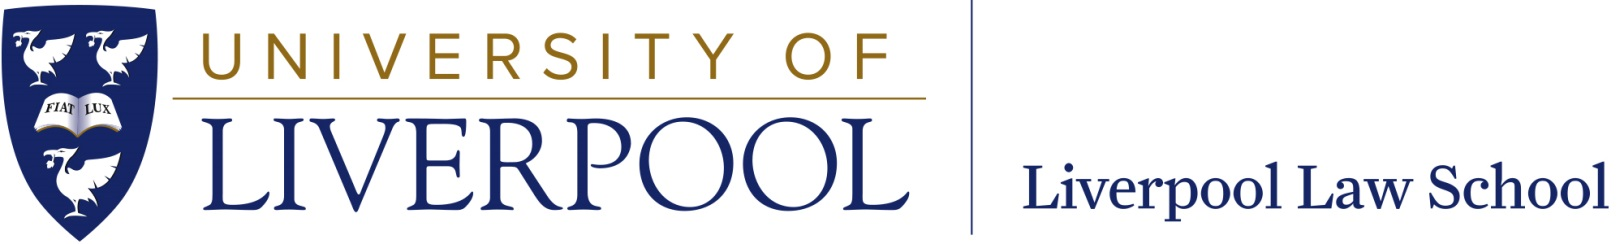 FIAT LUX
UNIVERSITY OF
LIVERPOOL
Liverpool Law School